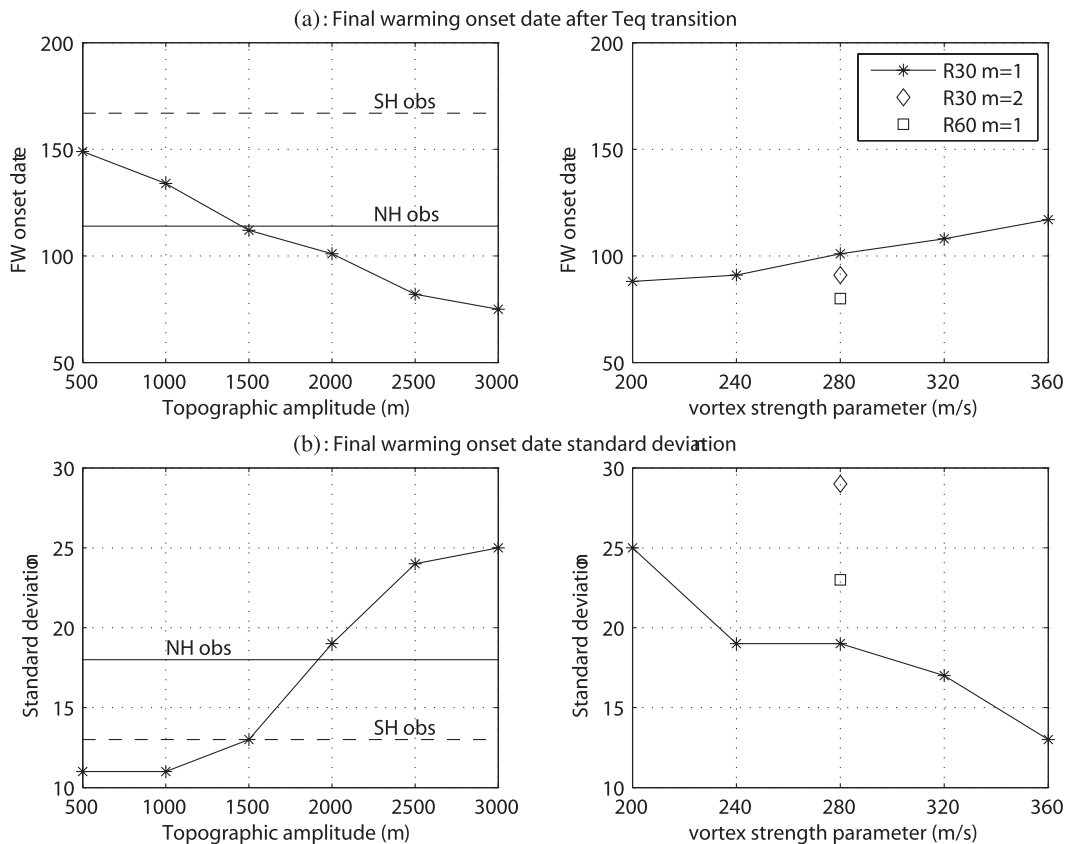 (a): Final warming onset date after Teq transition
200
150
100
50
FW onset date
SH obs
NH obs
500 1000 1500 2000 2500 3000
Topographic amplitude (m)
200
150
100
50
FW onset date
R30 m=1
R30 m=2
R60 m=1
200 240 280 320 360
vortex strength parameter (m/s)
(b): Final warming onset date standard deviation
30
25
20
15
10
Standard deviation
NH obs
SH obs
500 1000 1500 2000 2500 3000
Topographic amplitude (m)
30
25
20
15
10
Standard deviation
200 240 280 320 360
vortex strength parameter (m/s)